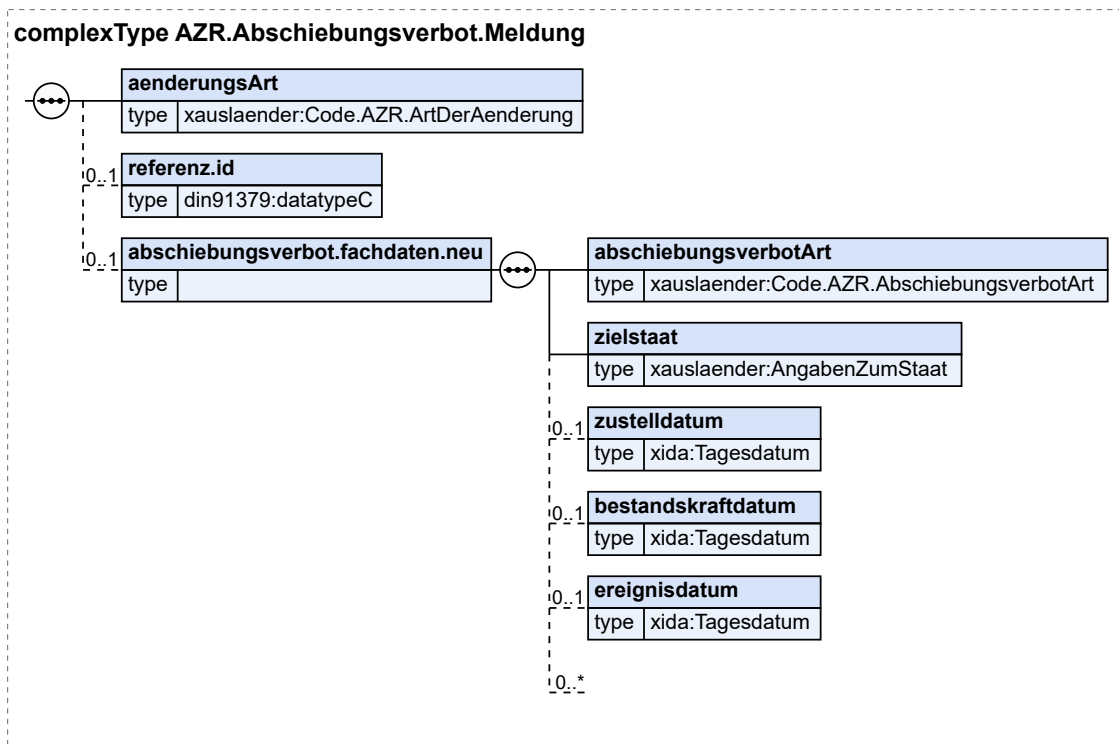 complexType AZR.Abschiebungsverbot.Meldung
aenderungsArt
type xauslaender:Code.AZR.ArtDerAenderung
0..1 referenz.id
type din91379:datatypeC
0..1 abschiebungsverbot.fachdaten.neu
type
abschiebungsverbotArt
type xauslaender:Code.AZR.AbschiebungsverbotArt
zielstaat
type xauslaender:AngabenZumStaat
0..1 zustelldatum
type xida:Tagesdatum
0..1 bestandskraftdatum
type xida:Tagesdatum
0..1 ereignisdatum
type xida:Tagesdatum
0..*